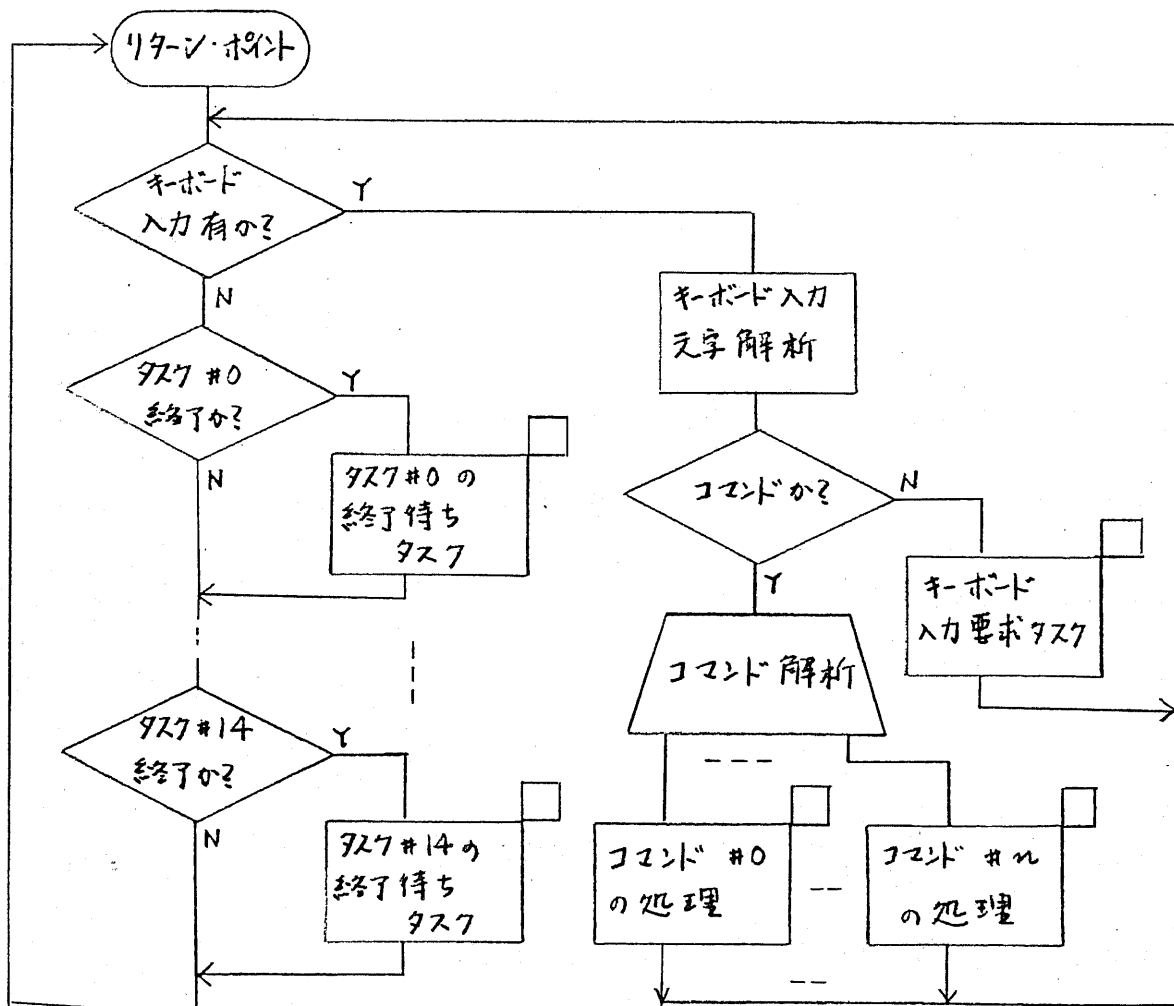 リターン・ポイント
キーボード
入力有か?
Y
N
キーボード入力
文字解析
タスク #0
終了か?
Y
N
タスク#0の
終了待ち
タスク
コマンドか?
N
Y
キーボード
入力要求タスク
コマンド解析
タスク#14
終了か?
Y
N
タスク#14の
終了待ち
タスク
コマンド #0
の処理
コマンド #n
の処理